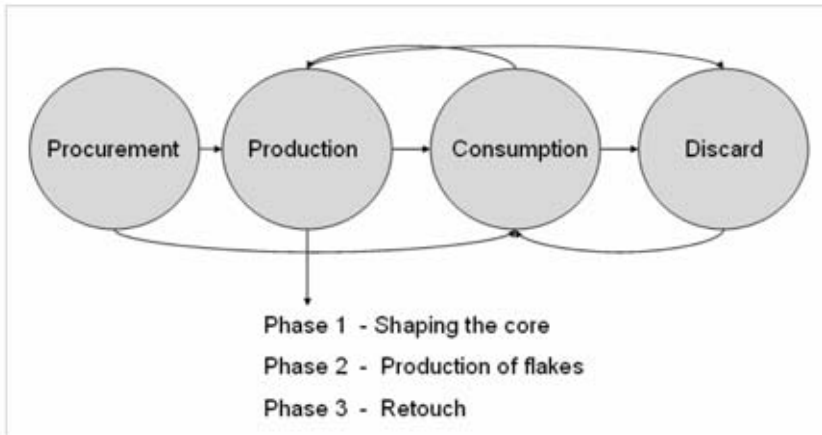 Procurement
Production
Consumption
Discard
Phase 1 - Shaping the core
Phase 2 - Production of flakes
Phase 3 - Retouch